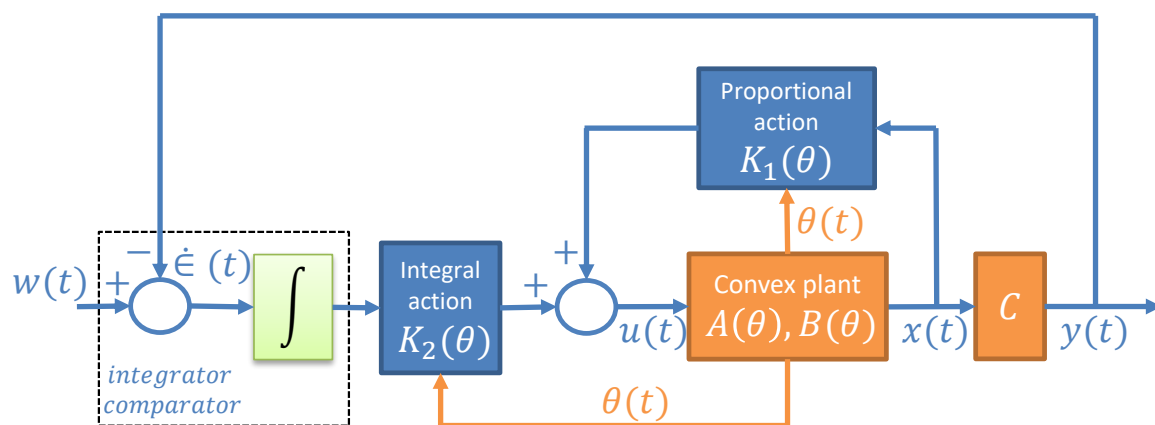 Proportional
action
K₁(θ)
θ(t)
−
w(t)
+
∈̇ (t)
∫
integrator
comparator
Integral
action
K₂(θ)
+
+
u(t)
Convex plant
A(θ), B(θ)
x(t)
C
y(t)
θ(t)